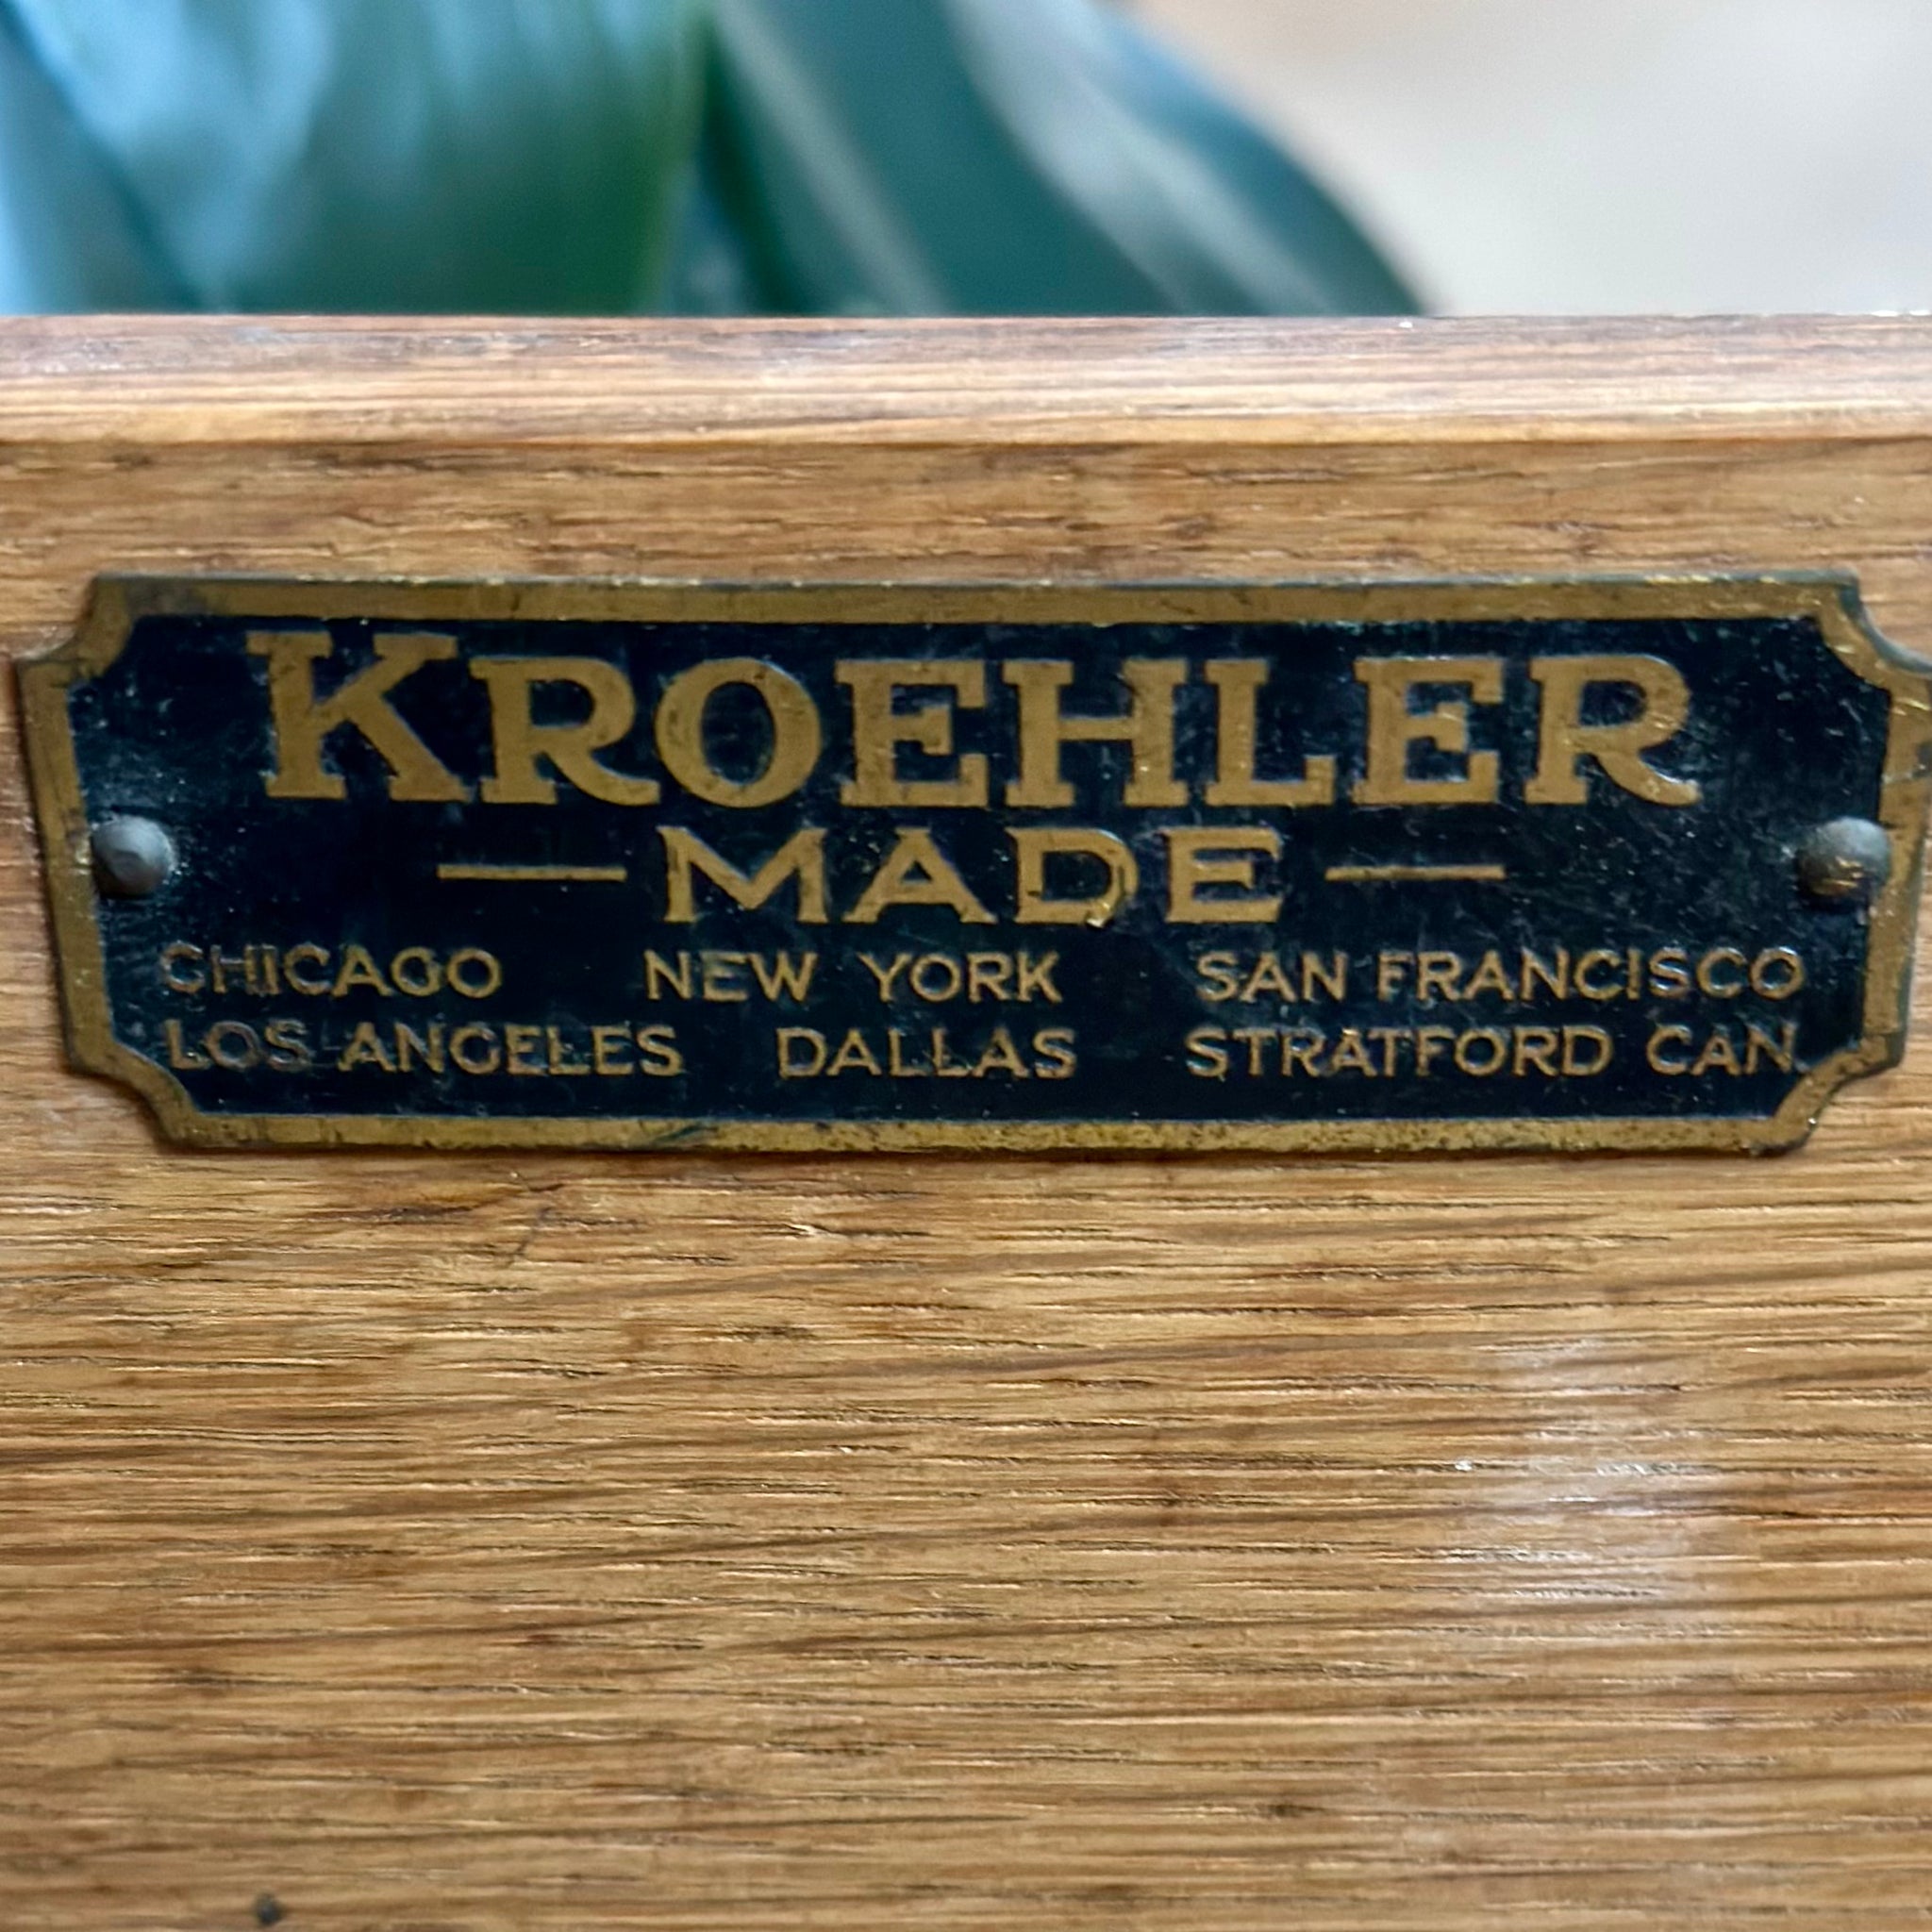 KROEHLER
MADE
CHICAGO NEW YORK SAN FRANCISCO
LOS ANGELES DALLAS STRATFORD CAN.